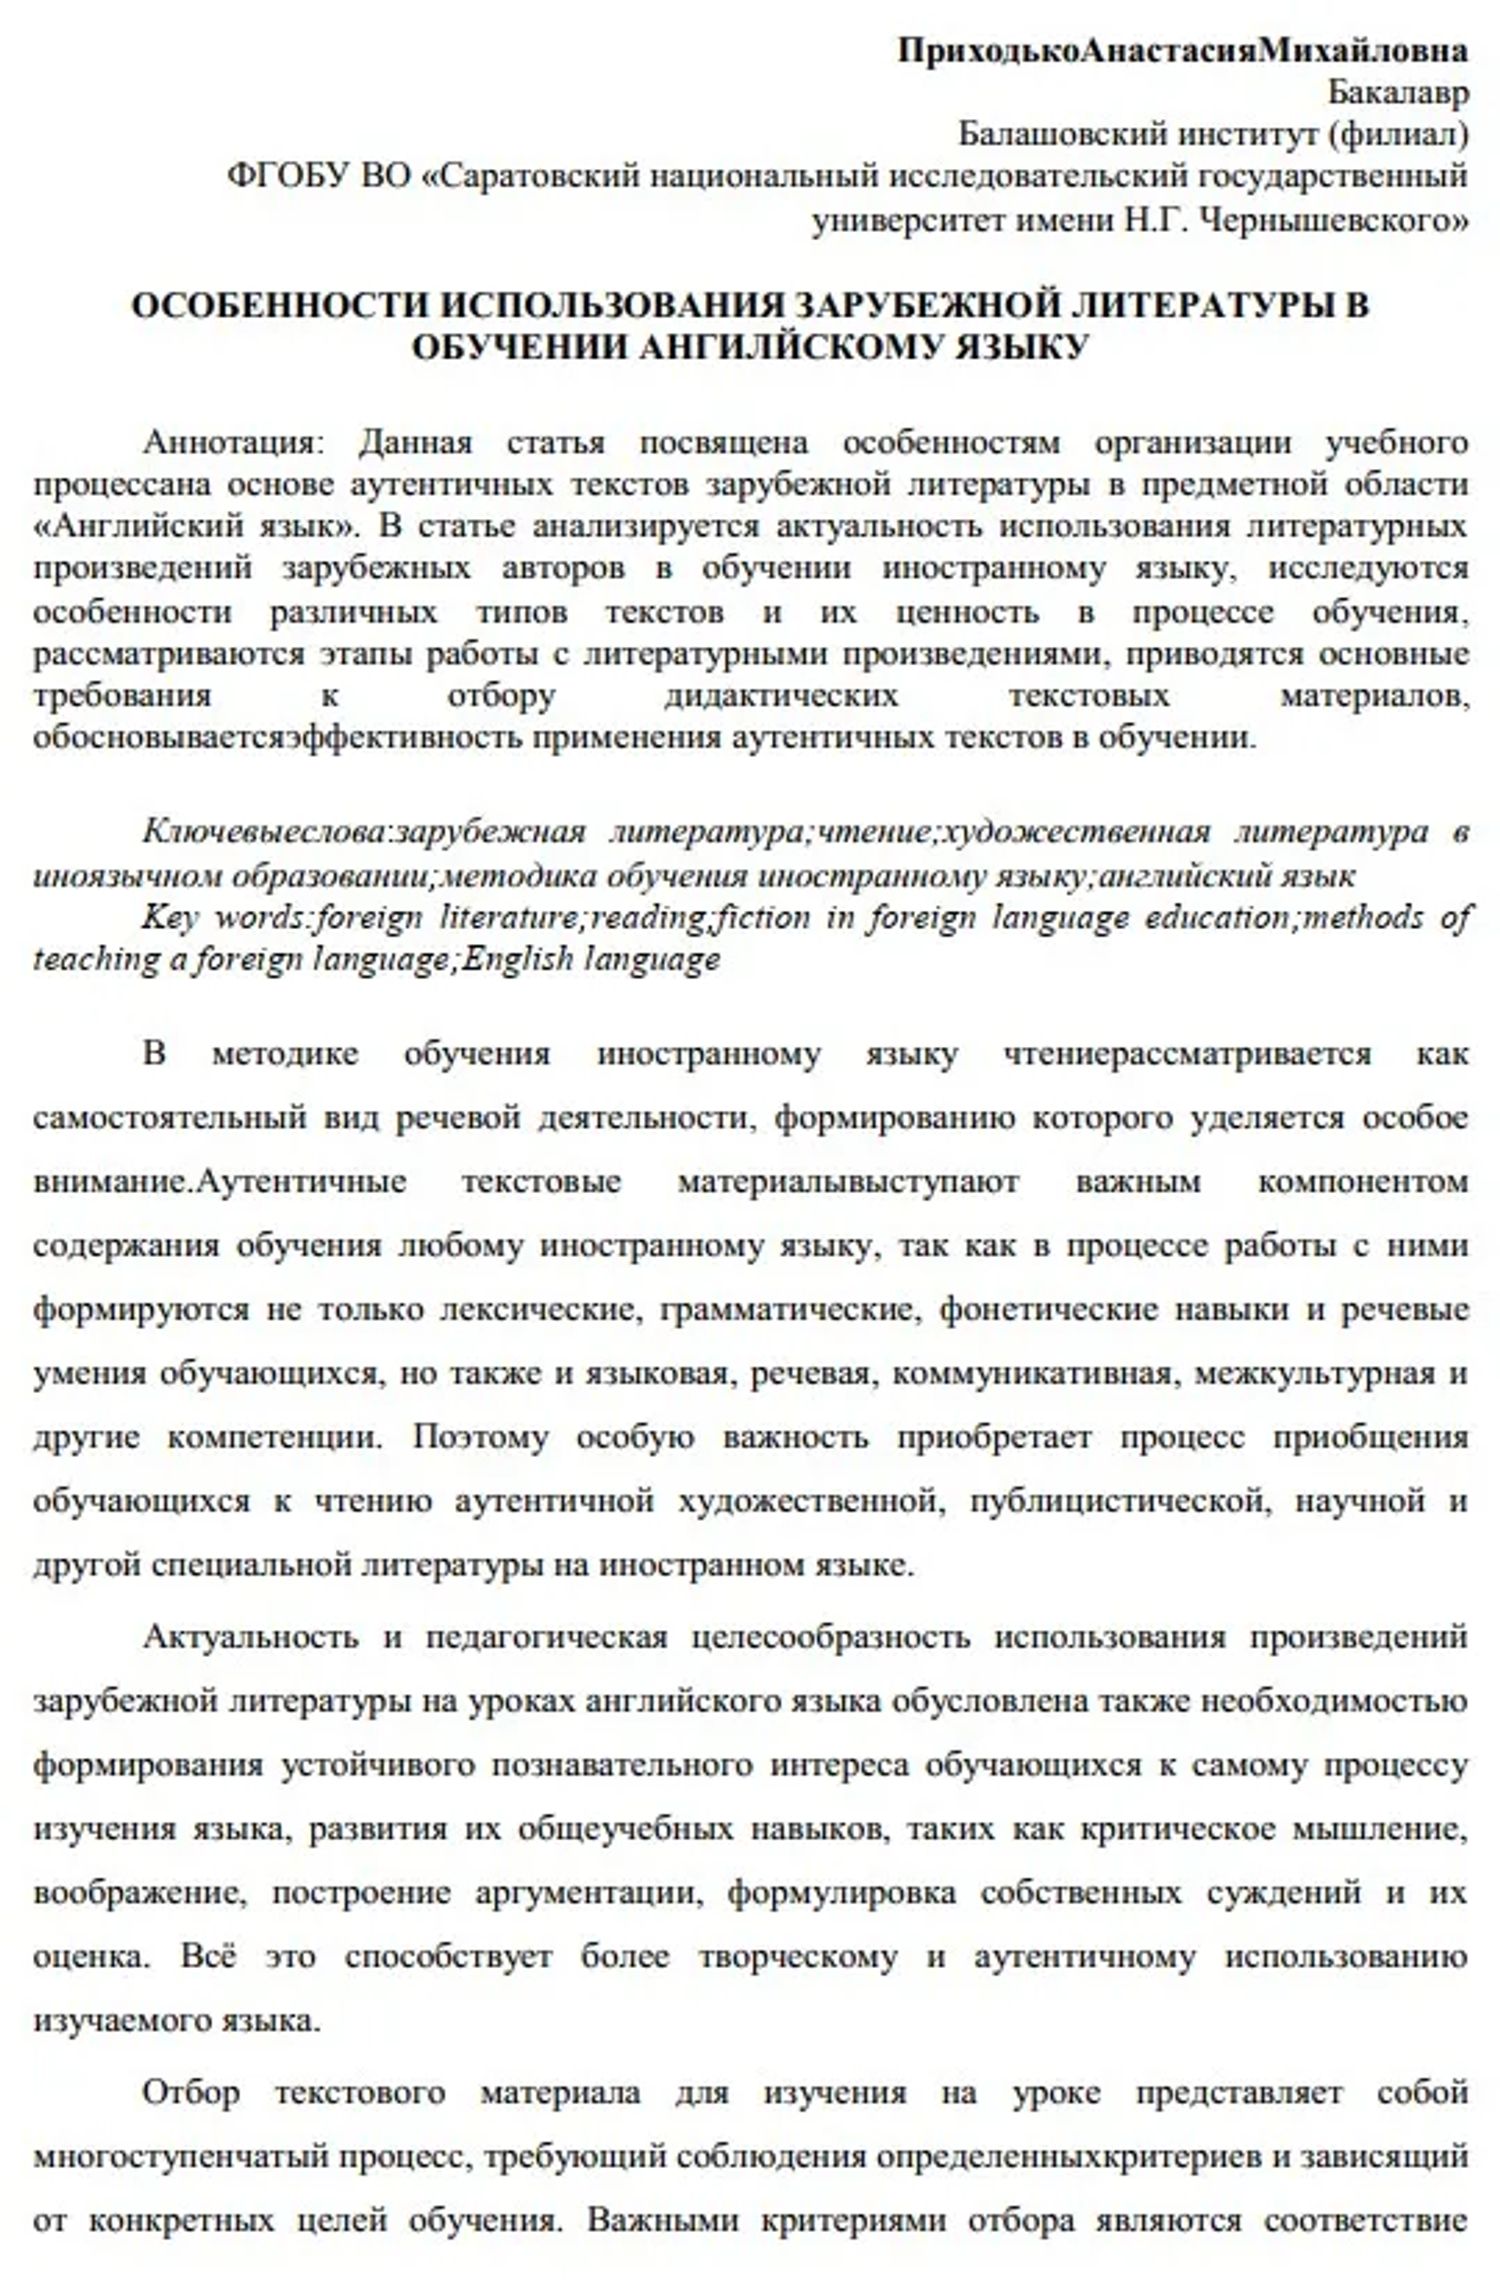 ПриходькоАнастасияМихайловна
Бакалавр
Балашовский институт (филиал)
ФГОБУ ВО «Саратовский национальный исследовательский государственный
университет имени Н.Г. Чернышевского»
ОСОБЕННОСТИ ИСПОЛЬЗОВАНИЯ ЗАРУБЕЖНОЙ ЛИТЕРАТУРЫ В
ОБУЧЕНИИ АНГИЛЙСКОМУ ЯЗЫКУ
Аннотация: Данная статья посвящена особенностям организации учебного
процессана основе аутентичных текстов зарубежной литературы в предметной области
«Английский язык». В статье анализируется актуальность использования литературных
произведений зарубежных авторов в обучении иностранному языку, исследуются
особенности различных типов текстов и их ценность в процессе обучения,
рассматриваются этапы работы с литературными произведениями, приводятся основные
требования к отбору дидактических текстовых материалов,
обосновываетсяэффективность применения аутентичных текстов в обучении.
Ключевыеслова:зарубежная литература;чтение;художественная литература в
иноязычном образовании;методика обучения иностранному языку;английский язык
Key words:foreign literature;reading;fiction in foreign language education;methods of
teaching a foreign language;English language
В методике обучения иностранному языку чтениерассматривается как
самостоятельный вид речевой деятельности, формированию которого уделяется особое
внимание.Аутентичные текстовые материалывыступают важным компонентом
содержания обучения любому иностранному языку, так как в процессе работы с ними
формируются не только лексические, грамматические, фонетические навыки и речевые
умения обучающихся, но также и языковая, речевая, коммуникативная, межкультурная и
другие компетенции. Поэтому особую важность приобретает процесс приобщения
обучающихся к чтению аутентичной художественной, публицистической, научной и
другой специальной литературы на иностранном языке.
Актуальность и педагогическая целесообразность использования произведений
зарубежной литературы на уроках английского языка обусловлена также необходимостью
формирования устойчивого познавательного интереса обучающихся к самому процессу
изучения языка, развития их общеучебных навыков, таких как критическое мышление,
воображение, построение аргументации, формулировка собственных суждений и их
оценка. Всё это способствует более творческому и аутентичному использованию
изучаемого языка.
Отбор текстового материала для изучения на уроке представляет собой
многоступенчатый процесс, требующий соблюдения определенныхкритериев и зависящий
от конкретных целей обучения. Важными критериями отбора являются соответствие